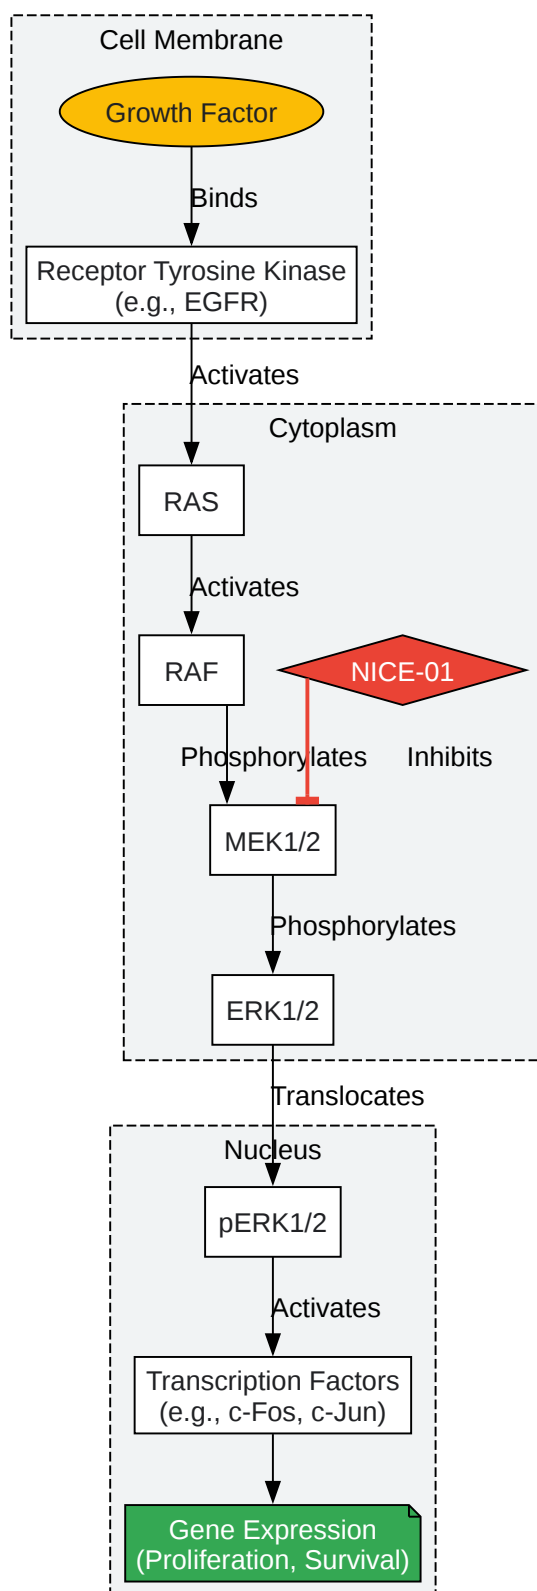 Cell Membrane
Growth Factor
Binds
Receptor Tyrosine Kinase
(e.g., EGFR)
Activates
Cytoplasm
RAS
Activates
RAF
NICE-01
Phosphorylates
Inhibits
MEK1/2
Phosphorylates
ERK1/2
Translocates
Nucleus
pERK1/2
Activates
Transcription Factors
(e.g., c-Fos, c-Jun)
Gene Expression
(Proliferation, Survival)